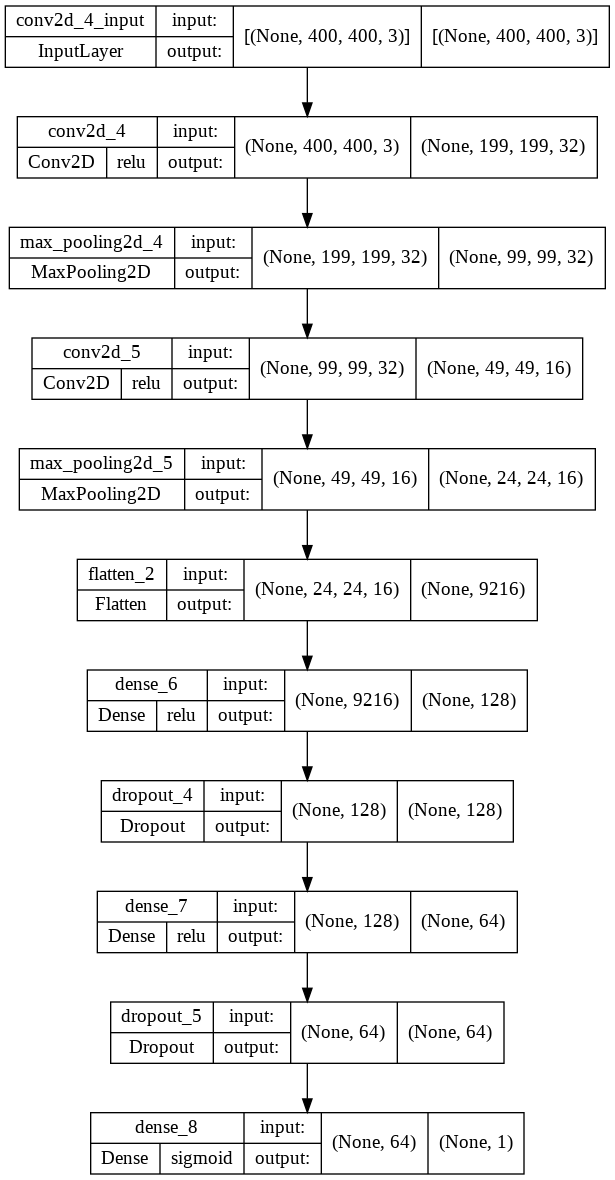 conv2d_4_input input: [(None, 400, 400, 3)] [(None, 400, 400, 3)]
InputLayer output:
conv2d_4 input: (None, 400, 400, 3) (None, 199, 199, 32)
Conv2D relu output:
max_pooling2d_4 input: (None, 199, 199, 32) (None, 99, 99, 32)
MaxPooling2D output:
conv2d_5 input: (None, 99, 99, 32) (None, 49, 49, 16)
Conv2D relu output:
max_pooling2d_5 input: (None, 49, 49, 16) (None, 24, 24, 16)
MaxPooling2D output:
flatten_2 input: (None, 24, 24, 16) (None, 9216)
Flatten output:
dense_6 input: (None, 9216) (None, 128)
Dense relu output:
dropout_4 input: (None, 128) (None, 128)
Dropout output:
dense_7 input: (None, 128) (None, 64)
Dense relu output:
dropout_5 input: (None, 64) (None, 64)
Dropout output:
dense_8 input: (None, 64) (None, 1)
Dense sigmoid output: